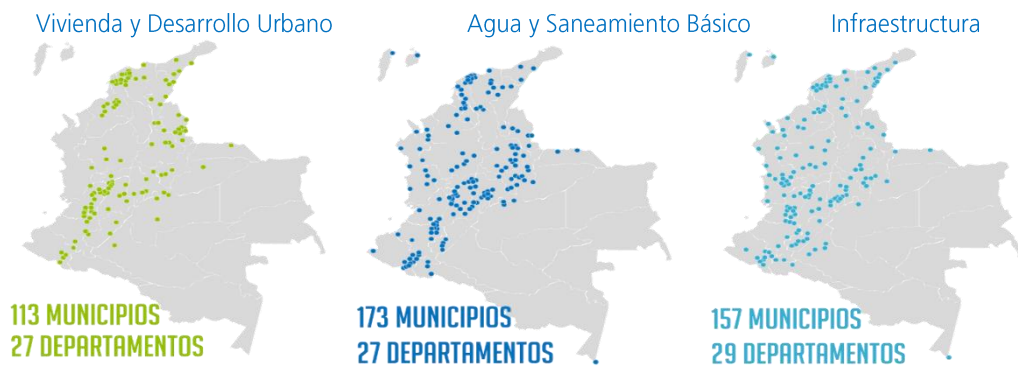 Vivienda y Desarrollo Urbano
Agua y Saneamiento Básico
Infraestructura
113 MUNICIPIOS
27 DEPARTAMENTOS
173 MUNICIPIOS
27 DEPARTAMENTOS
157 MUNICIPIOS
29 DEPARTAMENTOS